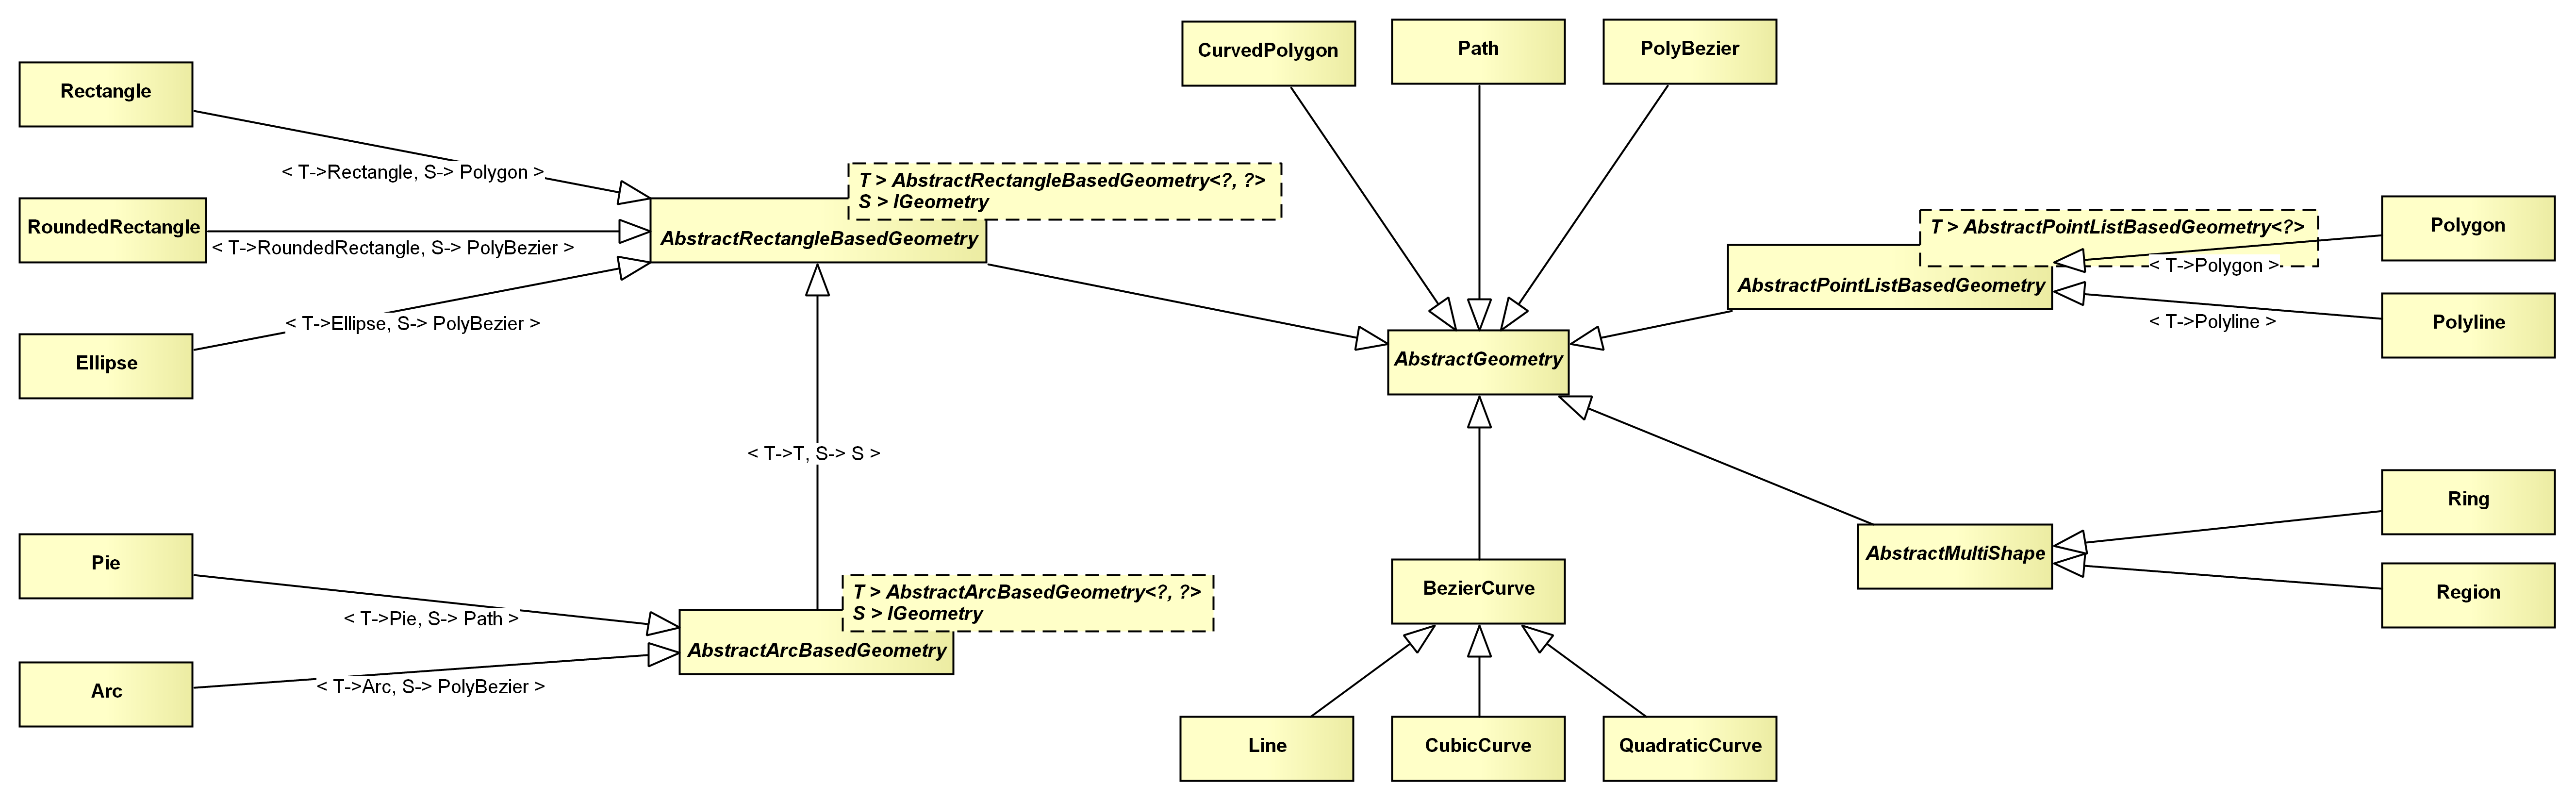 CurvedPolygon
Path
PolyBezier
Rectangle
< T->Rectangle, S-> Polygon >
T > AbstractRectangleBasedGeometry<?, ?>
S > IGeometry
RoundedRectangle
AbstractRectangleBasedGeometry
< T->RoundedRectangle, S-> PolyBezier >
T > AbstractPointListBasedGeometry<?>
Polygon
< T->Polygon >
AbstractPointListBasedGeometry
< T->Polyline >
Polyline
< T->Ellipse, S-> PolyBezier >
Ellipse
AbstractGeometry
< T->T, S-> S >
Ring
AbstractMultiShape
Region
Pie
< T->Pie, S-> Path >
T > AbstractArcBasedGeometry<?, ?>
S > IGeometry
BezierCurve
AbstractArcBasedGeometry
Arc
< T->Arc, S-> PolyBezier >
Line
CubicCurve
QuadraticCurve